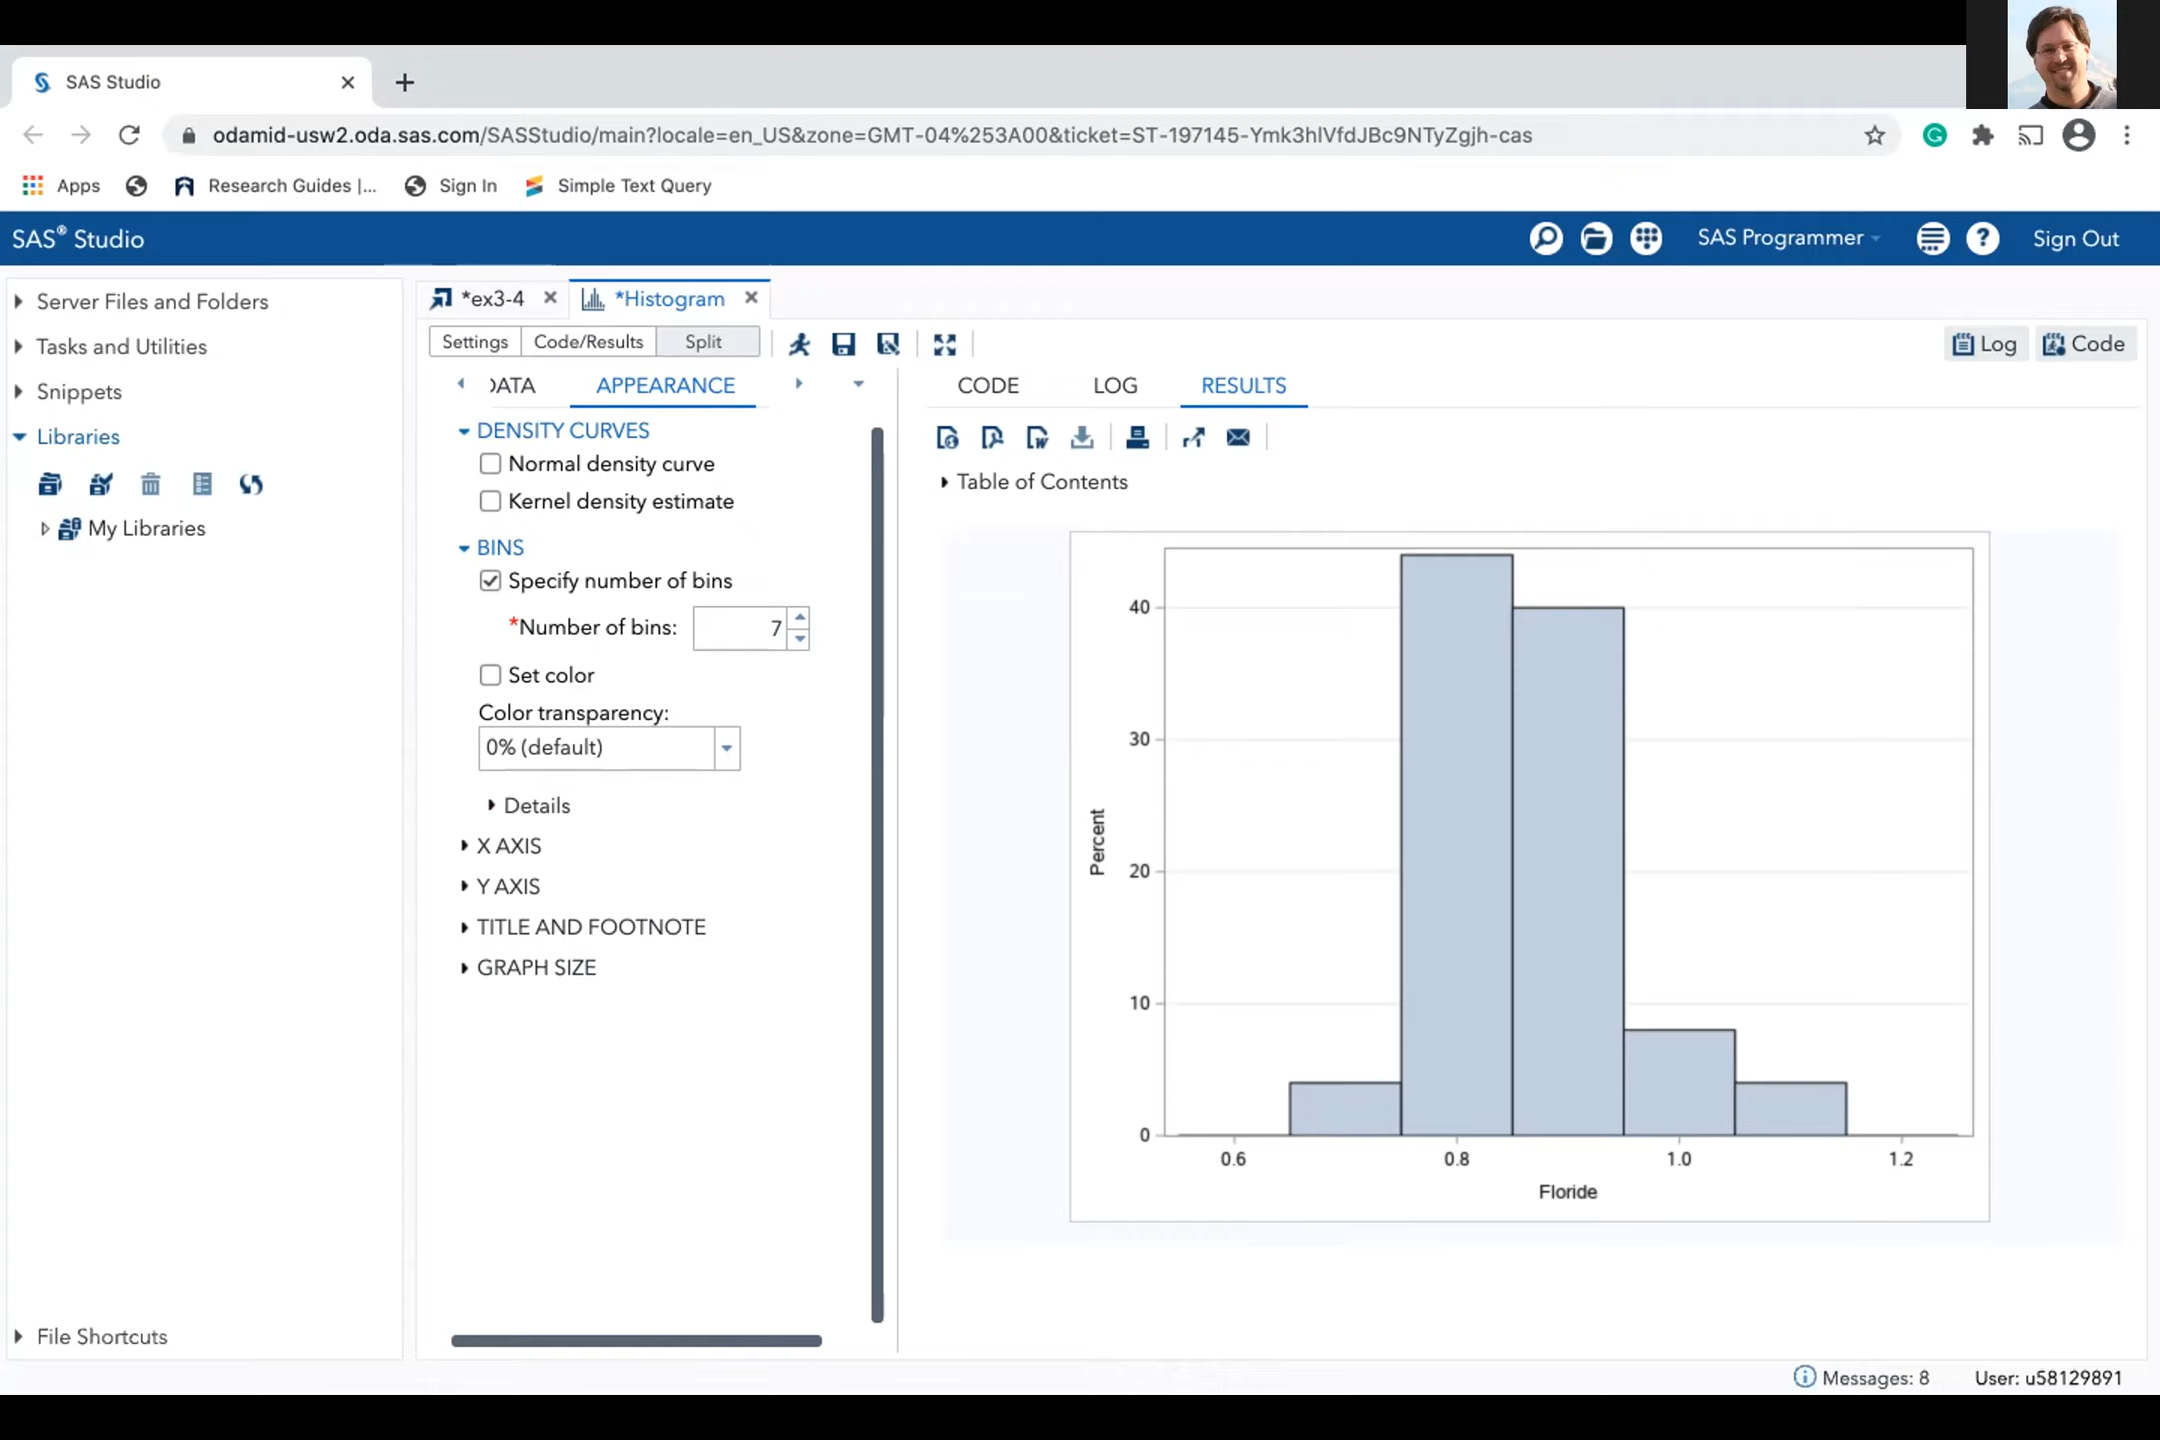 SAS Studio
odamid-usw2.oda.sas.com/SASStudio/main?locale=en_US&zone=GMT-04%253A00&ticket=ST-197145-Ymk3hlVfdJBc9NTyZgjh-cas
Apps Research Guides |... Sign In Simple Text Query
SAS® Studio SAS Programmer Sign Out
Server Files and Folders
Tasks and Utilities
Snippets
Libraries
My Libraries
File Shortcuts
*ex3-4 *Histogram
Settings Code/Results Split Log Code
DATA APPEARANCE
DENSITY CURVES
Normal density curve
Kernel density estimate
BINS
Specify number of bins
*Number of bins: 7
Set color
Color transparency:
0% (default)
Details
X AXIS
Y AXIS
TITLE AND FOOTNOTE
GRAPH SIZE
CODE LOG RESULTS
Table of Contents
40
30
20
10
0
Percent
0.6 0.8 1.0 1.2
Floride
Messages: 8 User: u58129891